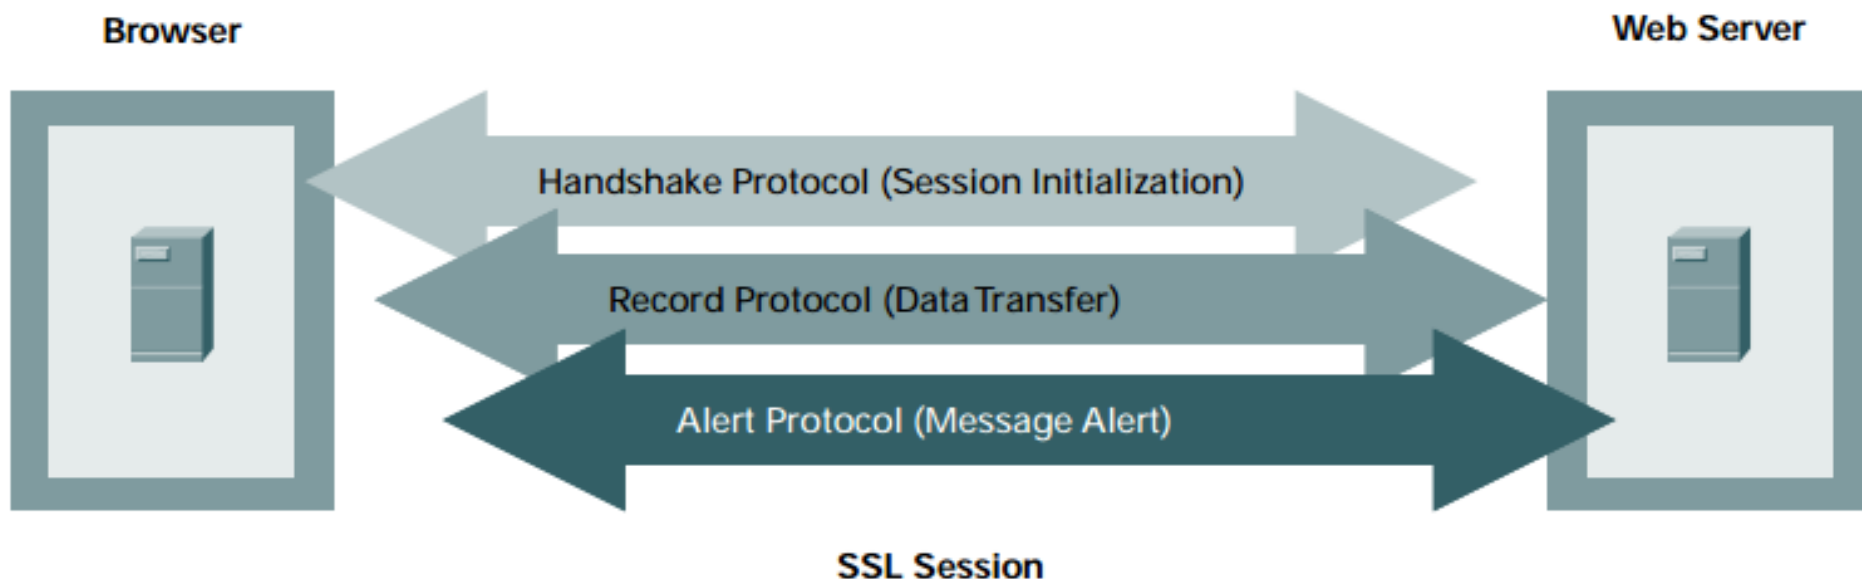 Browser
Web Server
Handshake Protocol (Session Initialization)
Record Protocol (Data Transfer)
Alert Protocol (Message Alert)
SSL Session